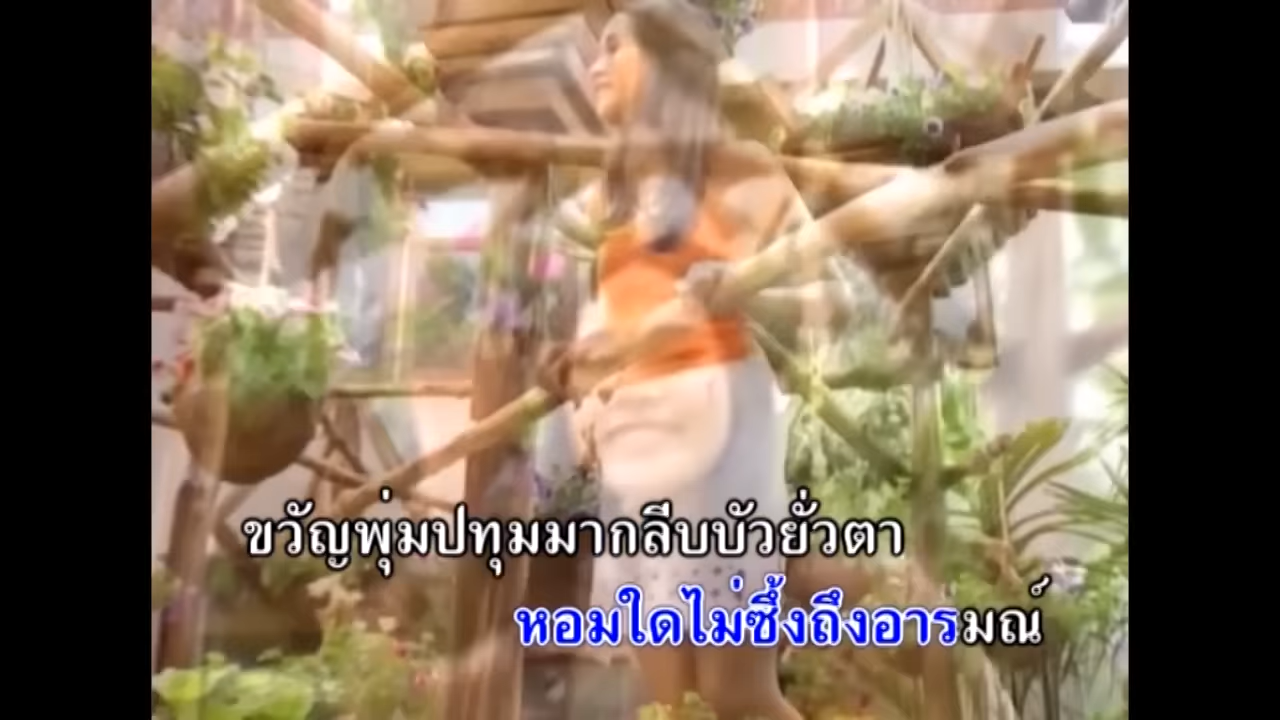 ขวัญพุ่มปทุมมากลีบบัวยั่วตา
หอมใดไม่ซึ้งถึงอารมณ์